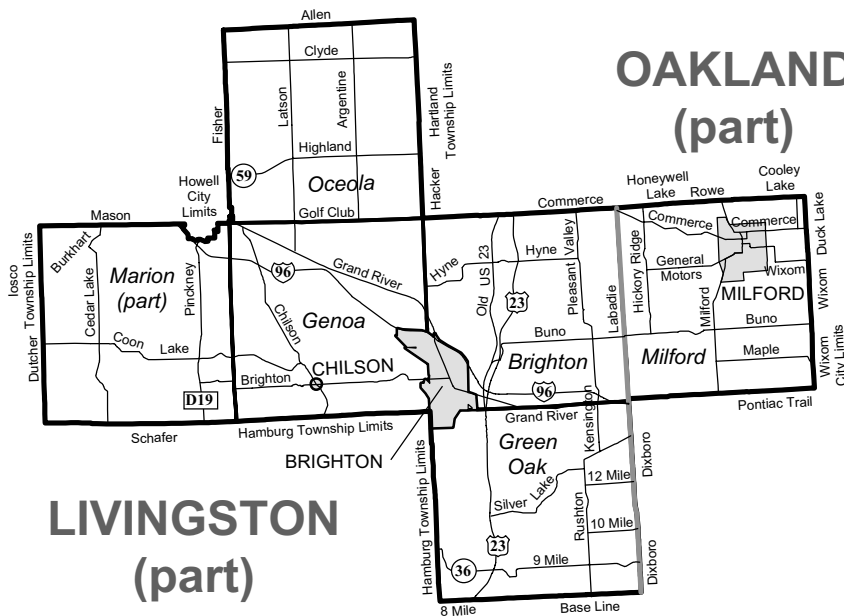 Allen
Clyde
OAKLAND
(part)
Fisher
Latson
Argentine
Hartland
Township Limits
Highland
59
Oceola
Howell
City
Limits
Hacker
Golf Club
Mason
Commerce
Honeywell
Lake
Rowe
Cooley
Lake
Duck Lake
Commerce
Commerce
Iosco
Dutcher Township Limits
Burkhart
Cedar Lake
Marion
(part)
Pinckney
96
Grand River
Hyne
Hyne
Old US 23
23
Pleasant Valley
Labadie
Hickory Ridge
General
Motors
Milford
Wixom
MILFORD
Wixom
Genoa
Chilson
Coon Lake
Brighton
CHILSON
D19
Buno
Buno
Brighton
Milford
Maple
Wixom
City Limits
96
Grand River
Pontiac Trail
Schafer
Hamburg Township Limits
BRIGHTON
Green
Oak
Kensington
Dixboro
Hamburg Township Limits
Silver Lake
12 Mile
Rushton
10 Mile
LIVINGSTON
(part)
23
36
9 Mile
Dixboro
8 Mile
Base Line